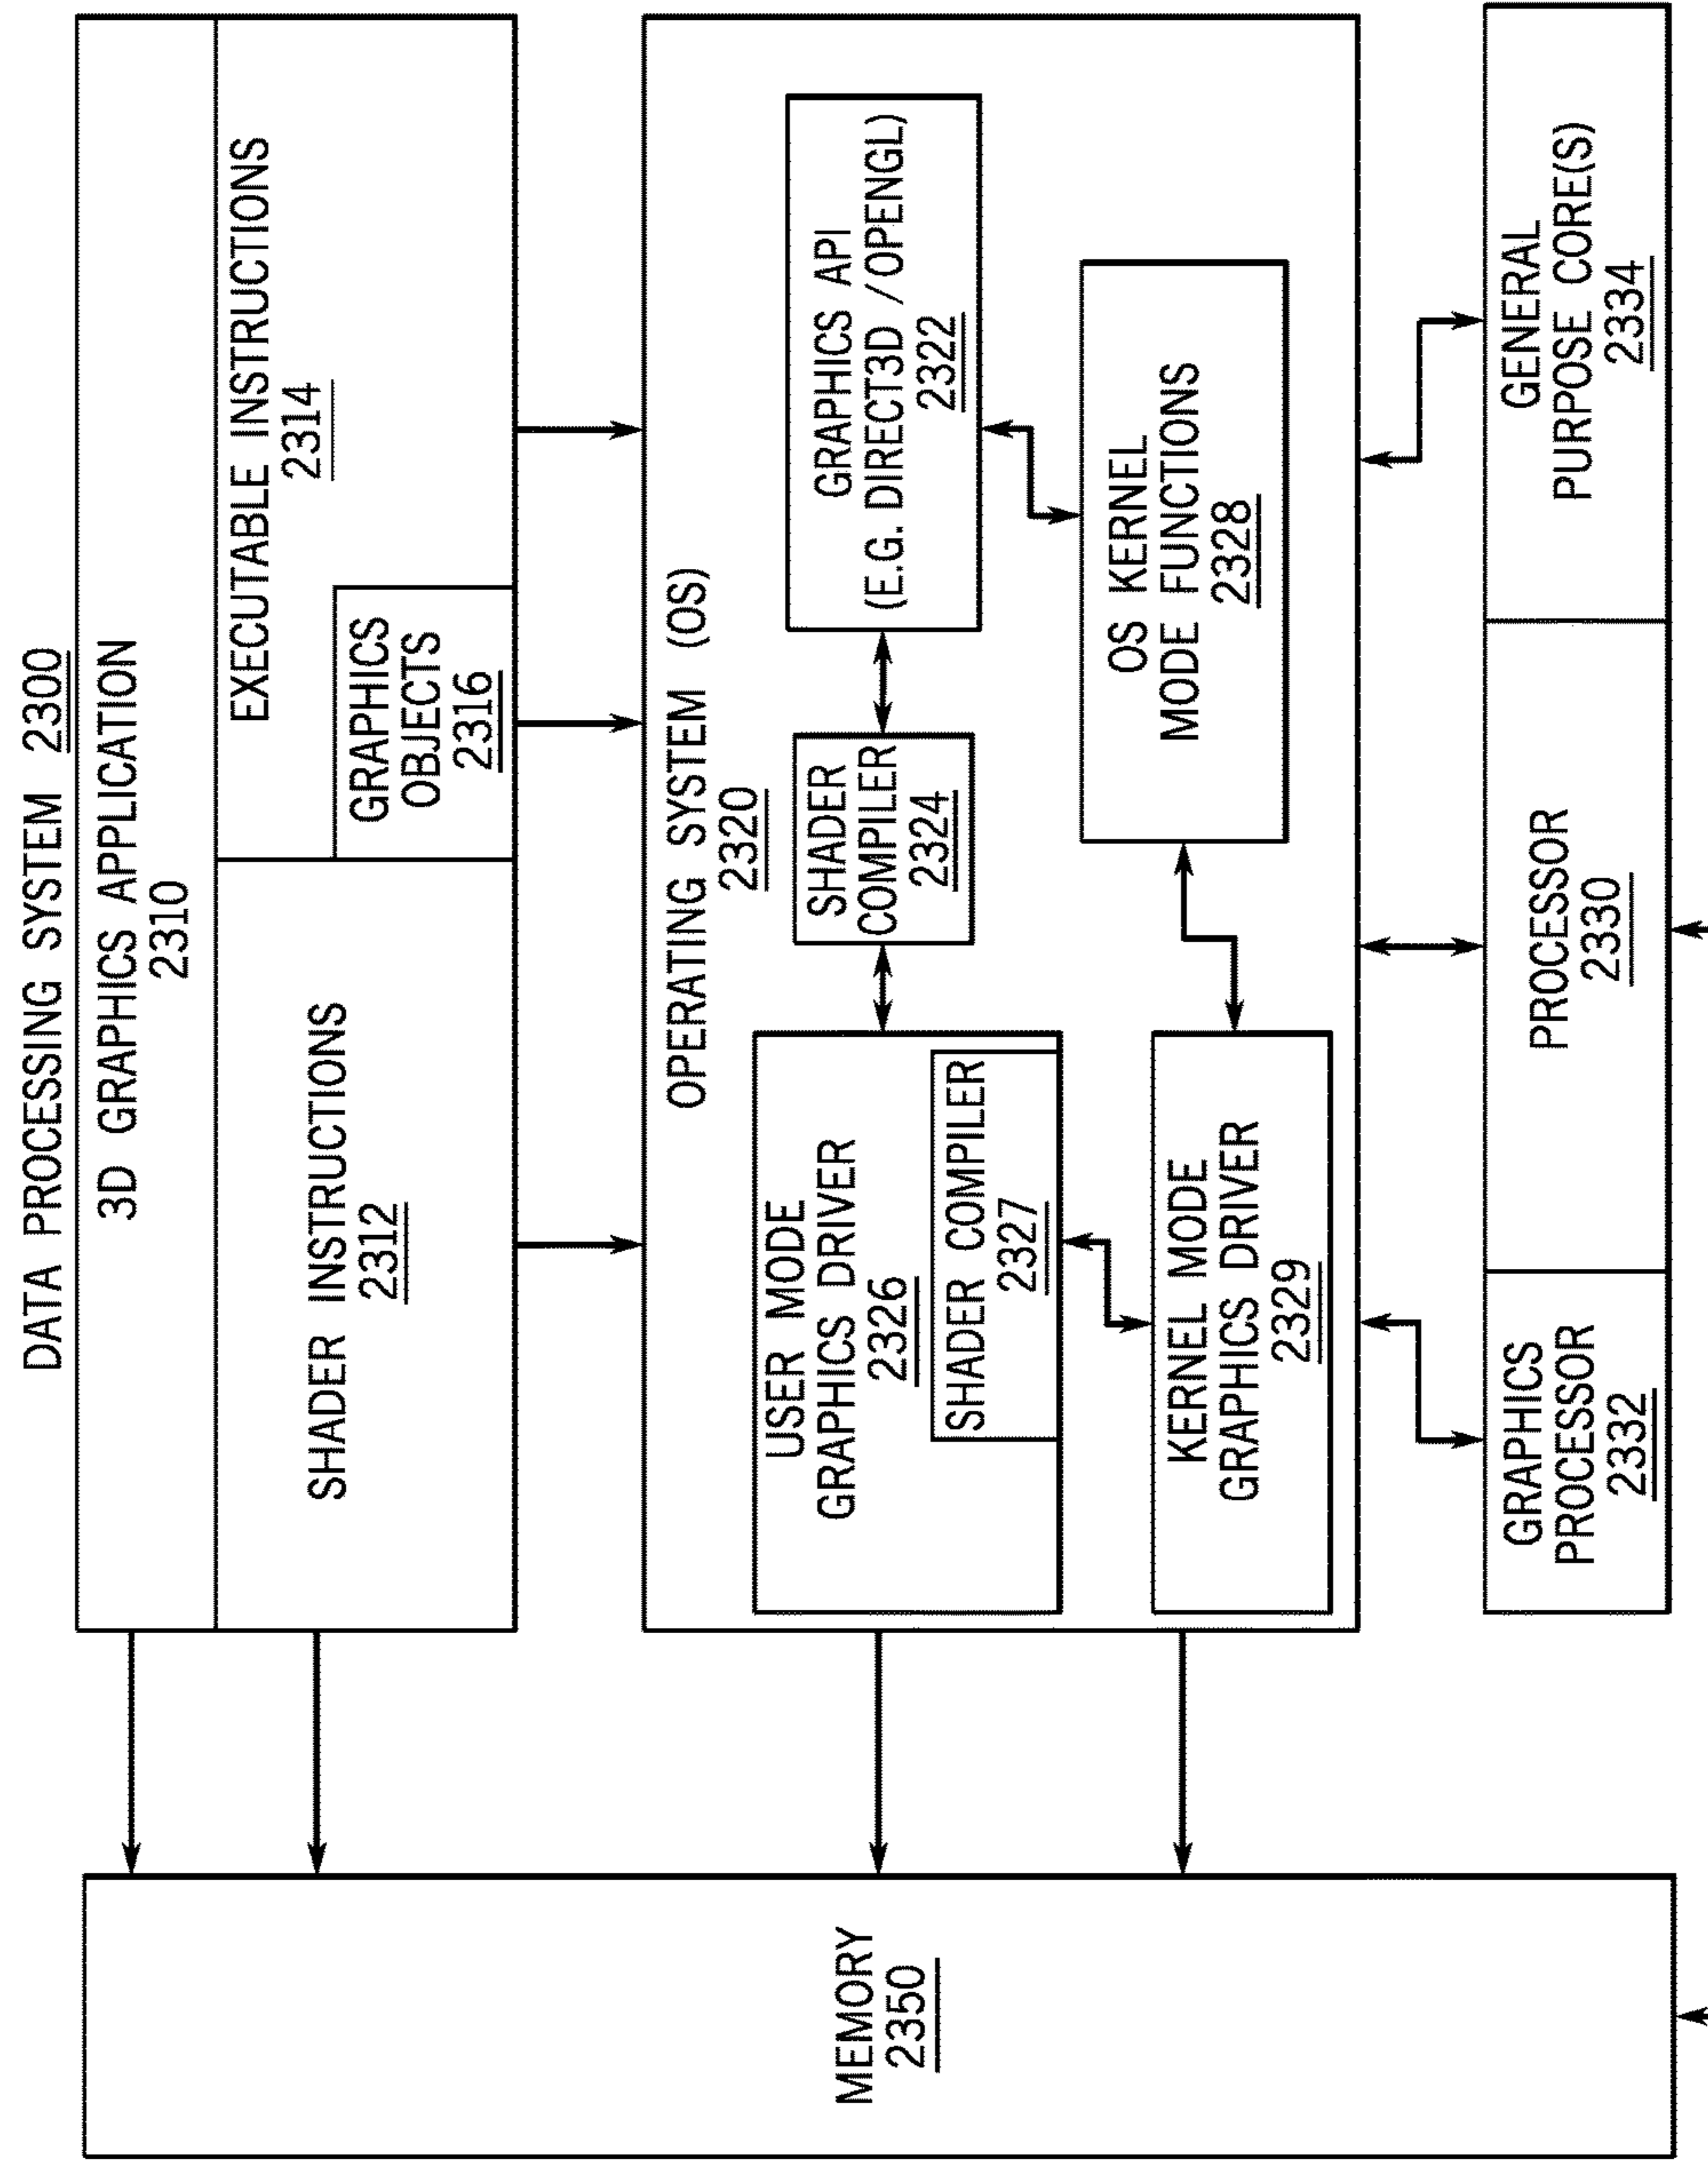 DATA PROCESSING SYSTEM 2300
3D GRAPHICS APPLICATION
2310
SHADER INSTRUCTIONS
2312
EXECUTABLE INSTRUCTIONS
2314
GRAPHICS
OBJECTS
2316
OPERATING SYSTEM (OS)
2320
USER MODE
GRAPHICS DRIVER
2326
SHADER COMPILER
2327
SHADER
COMPILER
2324
GRAPHICS API
(E.G. DIRECT3D /OPENGL)
2322
KERNEL MODE
GRAPHICS DRIVER
2329
OS KERNEL
MODE FUNCTIONS
2328
GRAPHICS
PROCESSOR
2332
PROCESSOR
2330
GENERAL
PURPOSE CORE(S)
2334
MEMORY
2350